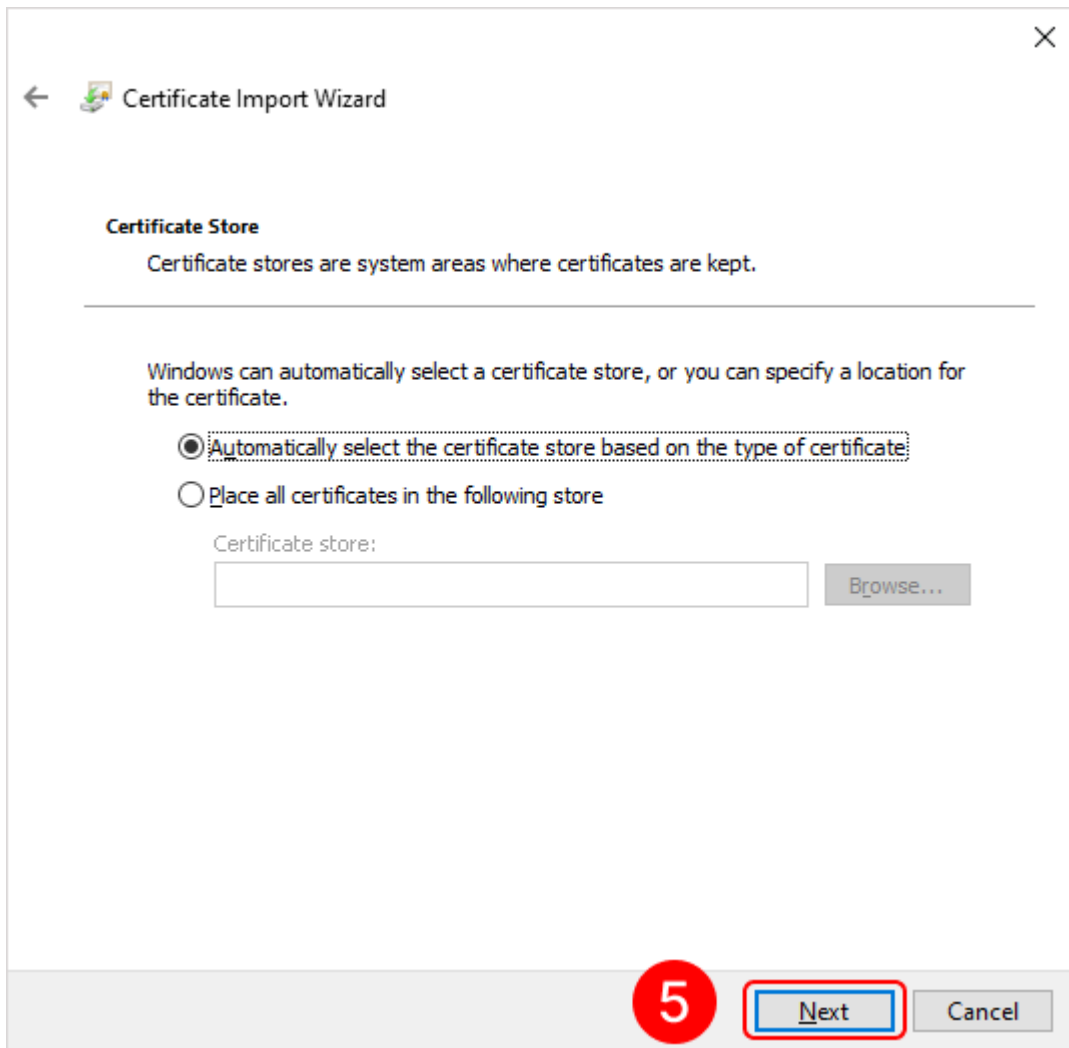 Certificate Import Wizard
Certificate Store
Certificate stores are system areas where certificates are kept.
Windows can automatically select a certificate store, or you can specify a location for
the certificate.
Automatically select the certificate store based on the type of certificate
Place all certificates in the following store
Certificate store:
Browse...
5
Next
Cancel